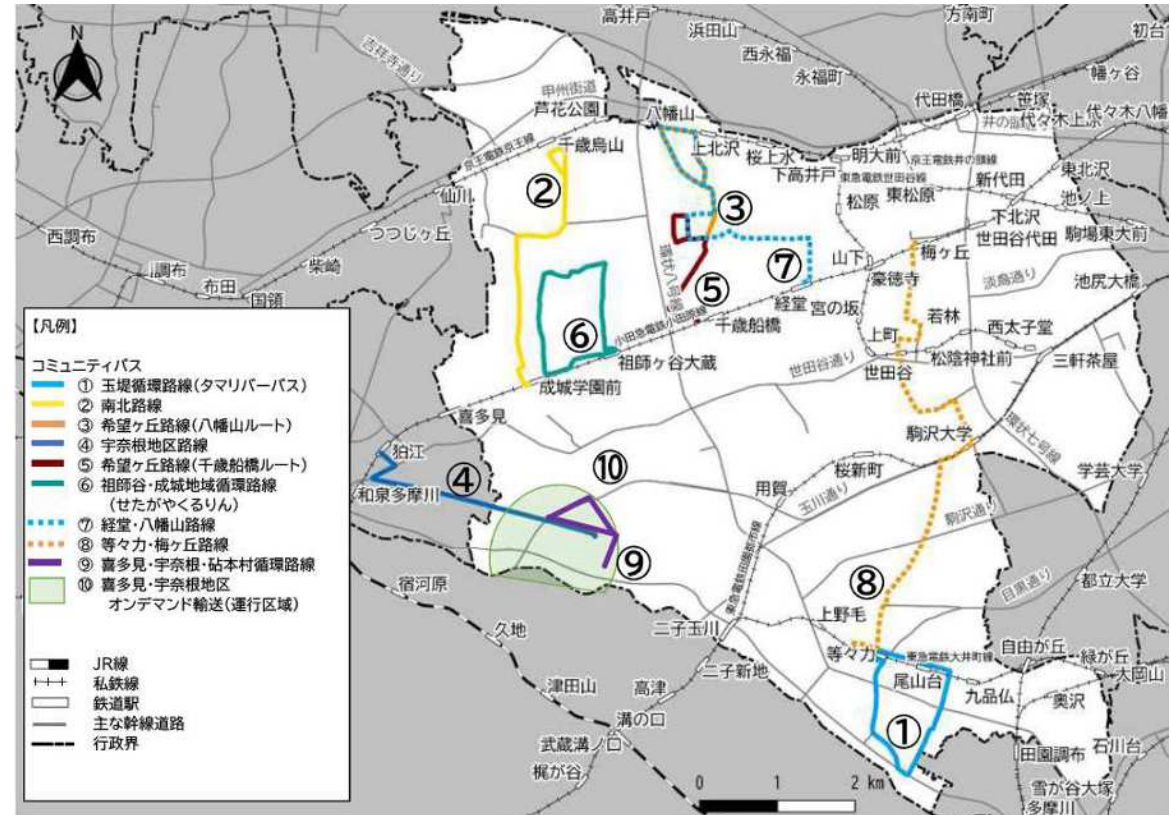 N
高井戸
浜田山
西永福
永福町
方南町
初台
幡ヶ谷
代田橋
笹塚
代々木上原
代々木八幡
吉祥寺通り
甲州街道
芦花公園
八幡山
上北沢
桜上水
下高井戸
明大前
京王電鉄井の頭線
東急電鉄世田谷線
松原
東松原
新代田
東北沢
池ノ上
下北沢
世田谷代田
駒場東大前
千歳烏山
京王電鉄京王線
仙川
つつじヶ丘
西調布
調布
布田
国領
柴崎
②
③
⑦
⑤
⑥
環状八号線
小田急電鉄小田原線
経堂
宮の坂
山下
豪徳寺
梅ヶ丘
淡島通り
池尻大橋
千歳船橋
祖師ヶ谷大蔵
成城学園前
喜多見
上町
若林
西太子堂
松陰神社前
世田谷
三軒茶屋
世田谷通り
環状七号線
駒沢大学
学芸大学
狛江
和泉多摩川
④
⑩
⑨
桜新町
用賀
玉川通り
駒沢通り
東急電鉄田園都市線
⑧
目黒通り
都立大学
宿河原
久地
二子玉川
二子新地
上野毛
等々力
東急電鉄大井町線
尾山台
九品仏
自由が丘
緑が丘
大岡山
奥沢
津田山
高津
溝の口
武蔵溝ノ口
梶が谷
①
田園調布
石川台
雪が谷大塚
多摩川
【凡例】
コミュニティバス
① 玉堤循環路線(タマリバーバス)
② 南北路線
③ 希望ヶ丘路線(八幡山ルート)
④ 宇奈根地区路線
⑤ 希望ヶ丘路線(千歳船橋ルート)
⑥ 祖師谷・成城地域循環路線
(せたがやくるりん)
⑦ 経堂・八幡山路線
⑧ 等々力・梅ヶ丘路線
⑨ 喜多見・宇奈根・砧本村循環路線
⑩ 喜多見・宇奈根地区
オンデマンド輸送(運行区域)
JR線
私鉄線
鉄道駅
主な幹線道路
行政界
0 1 2 km